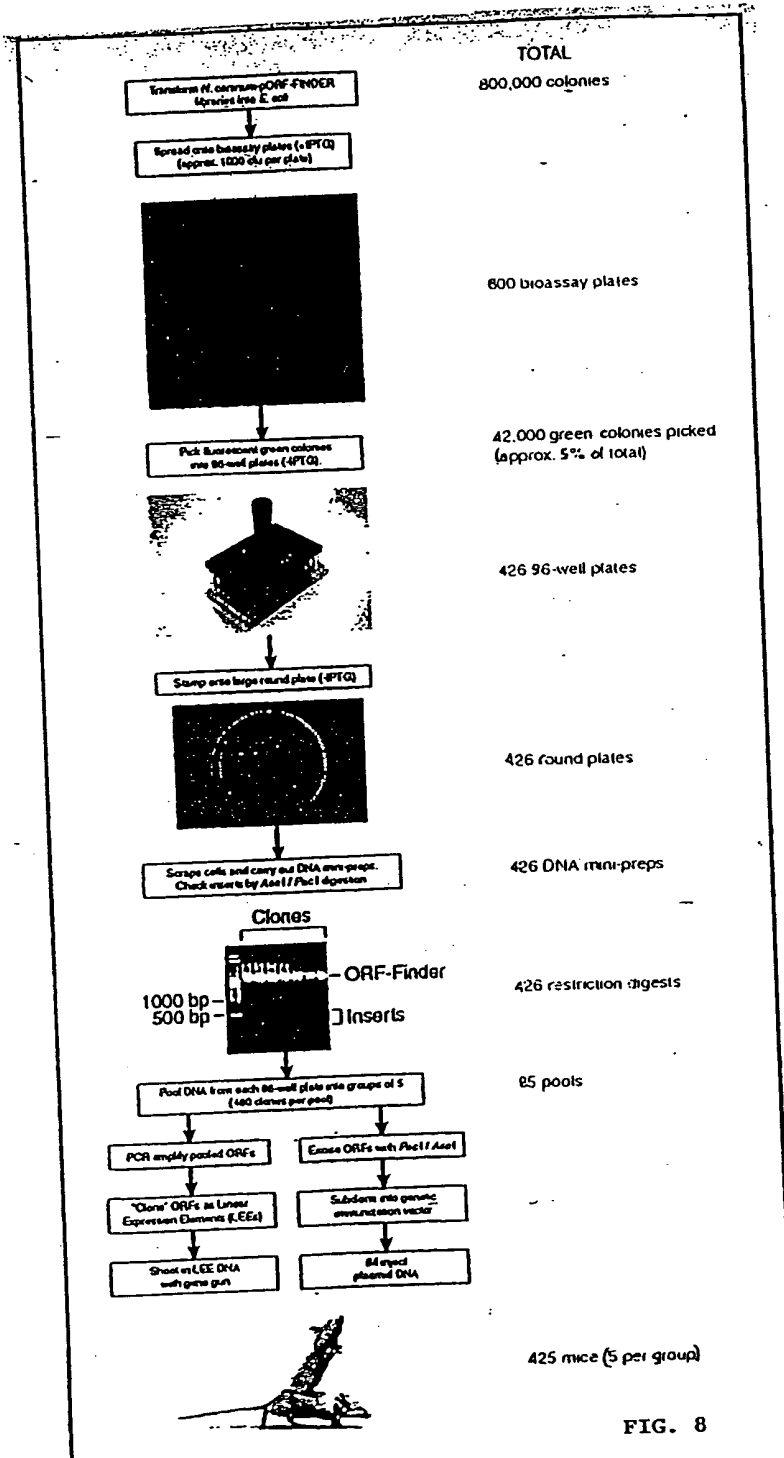 TOTAL
Transform H. capsulatum pORF-FINDER
libraries into E. coli
800,000 colonies
Spread onto bioassay plates (+IPTG)
(approx. 1000 cfu per plate)
600 bioassay plates
Pick fluorescent green colonies
into 96-well plates (-IPTG).
42,000 green colonies picked
(approx. 5% of total)
426 96-well plates
Stamp onto large round plate (-IPTG)
426 round plates
Scrape cells and carry out DNA mini-preps.
Check inserts by AseI / PacI digestion
426 DNA mini-preps
Clones
ORF-Finder
1000 bp
500 bp
Inserts
426 restriction digests
Pool DNA from each 96-well plate into groups of 5
(480 clones per pool)
85 pools
PCR amplify pooled ORFs
Excise ORFs with PacI / AseI
"Clone" ORFs as Linear
Expression Elements (LEEs)
Subclone into genetic
immunization vector
Shoot in LEE DNA
with gene gun
IM inject
plasmid DNA
425 mice (5 per group)
FIG. 8